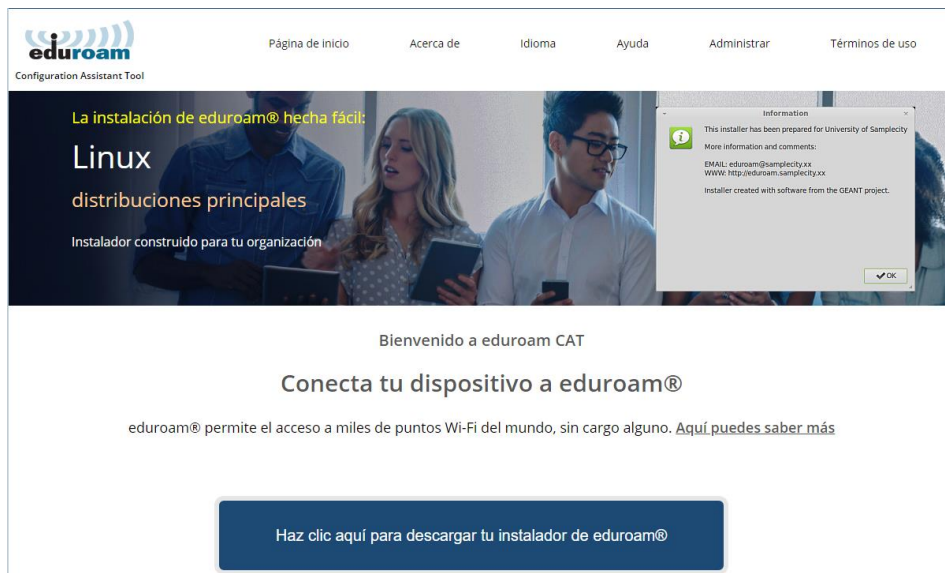 eduroam
Configuration Assistant Tool
Página de inicio
Acerca de
Idioma
Ayuda
Administrar
Términos de uso
La instalación de eduroam® hecha fácil:
Linux
distribuciones principales
Instalador construido para tu organización
Information
This installer has been prepared for University of Samplecity
More information and comments:
EMAIL: eduroam@samplecity.xx
WWW: http://eduroam.samplecity.xx
Installer created with software from the GEANT project.
OK
Bienvenido a eduroam CAT
Conecta tu dispositivo a eduroam®
eduroam® permite el acceso a miles de puntos Wi-Fi del mundo, sin cargo alguno. Aquí puedes saber más
Haz clic aquí para descargar tu instalador de eduroam®